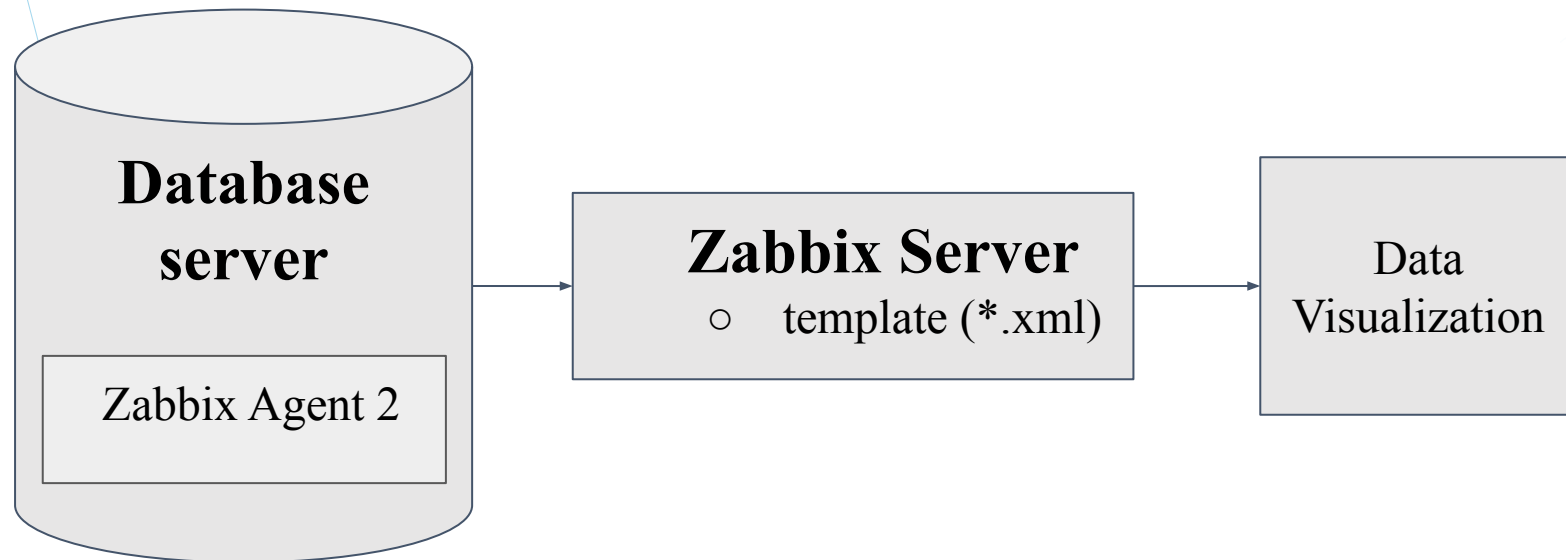 Database
server
Zabbix Agent 2
Zabbix Server
○ template (*.xml)
Data
Visualization